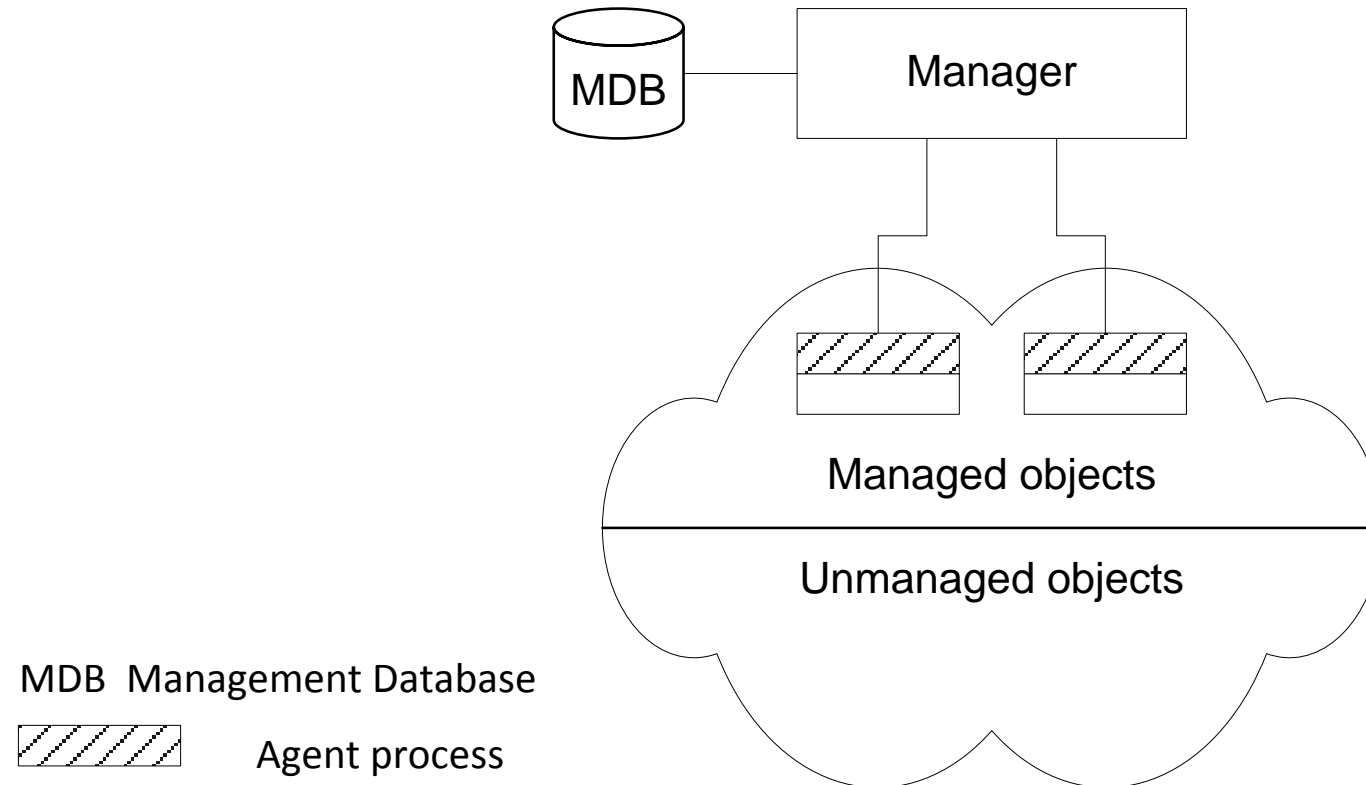 MDB
Manager
Managed objects
Unmanaged objects
MDB Management Database
Agent process